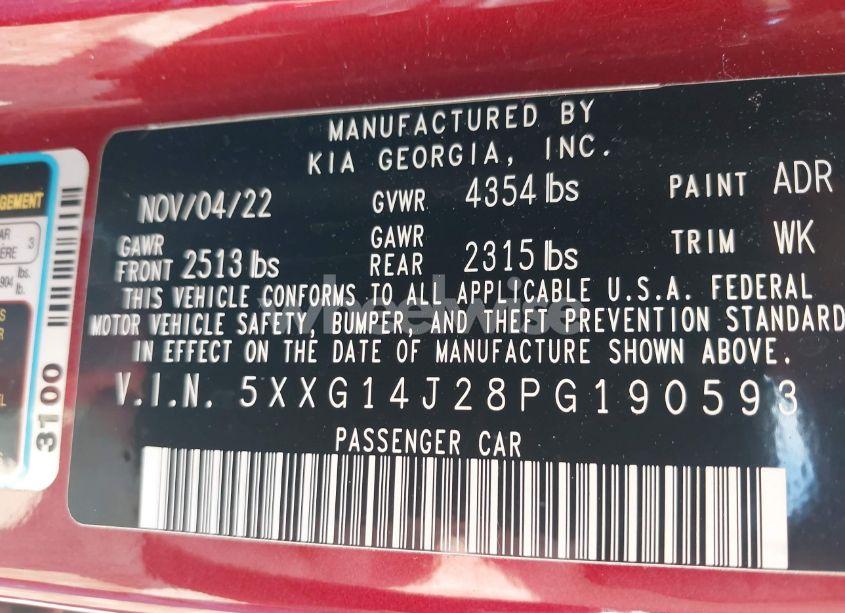 MANUFACTURED BY
KIA GEORGIA, INC.
NOV/04/22 GVWR 4354 lbs PAINT ADR
GAWR FRONT 2513 lbs GAWR REAR 2315 lbs TRIM WK
THIS VEHICLE CONFORMS TO ALL APPLICABLE U.S.A. FEDERAL
MOTOR VEHICLE SAFETY, BUMPER, AND THEFT PREVENTION STANDARD
IN EFFECT ON THE DATE OF MANUFACTURE SHOWN ABOVE.
V.I.N. 5XXG14J28PG190593
PASSENGER CAR
3100
wheelwise